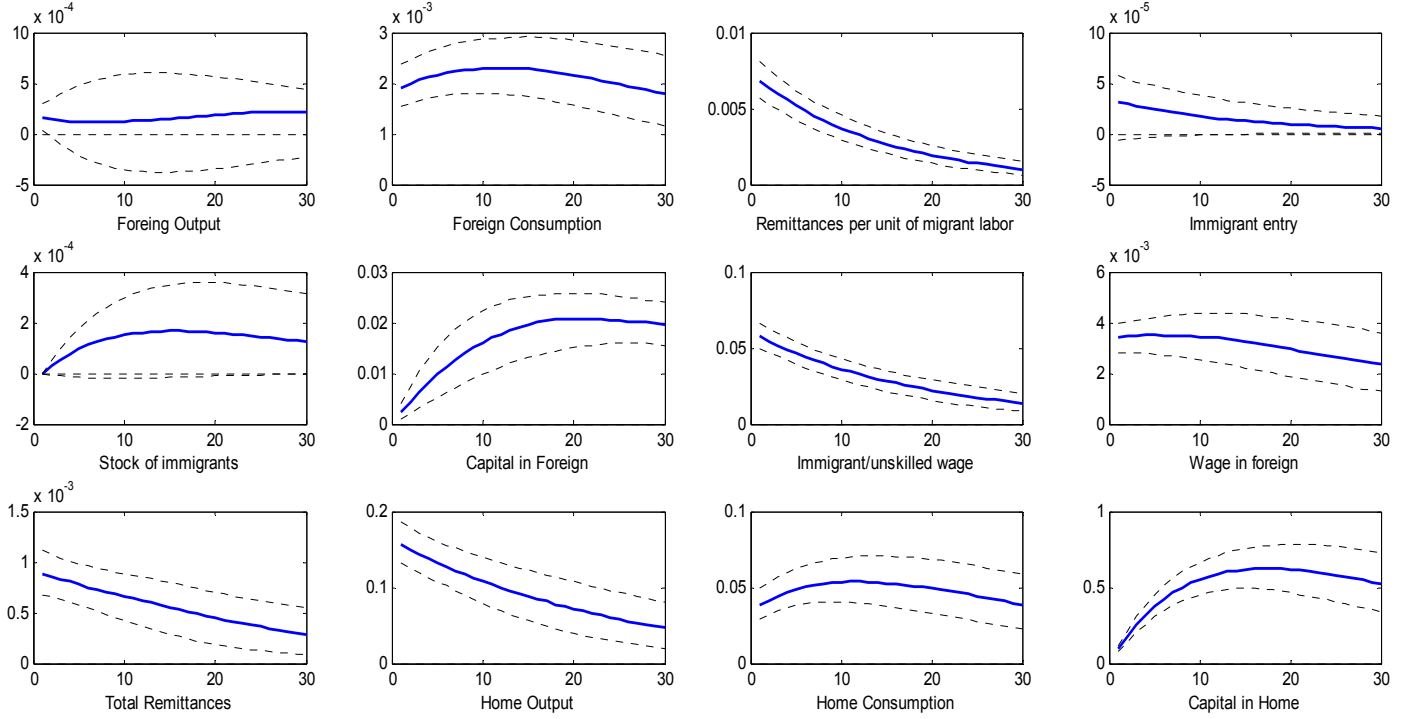 x 10-4
x 10-3
x 10-5
10
5
0
-5
0 10 20 30
Foreing Output
3
2
1
0
0 10 20 30
Foreign Consumption
0.01
0.005
0
0 10 20 30
Remittances per unit of migrant labor
10
5
0
-5
0 10 20 30
Immigrant entry
x 10-4
4
2
0
-2
0 10 20 30
Stock of immigrants
0.03
0.02
0.01
0
0 10 20 30
Capital in Foreign
0.1
0.05
0
0 10 20 30
Immigrant/unskilled wage
x 10-3
6
4
2
0
0 10 20 30
Wage in foreign
x 10-3
1.5
1
0.5
0
0 10 20 30
Total Remittances
0.2
0.1
0
0 10 20 30
Home Output
0.1
0.05
0
0 10 20 30
Home Consumption
1
0.5
0
0 10 20 30
Capital in Home